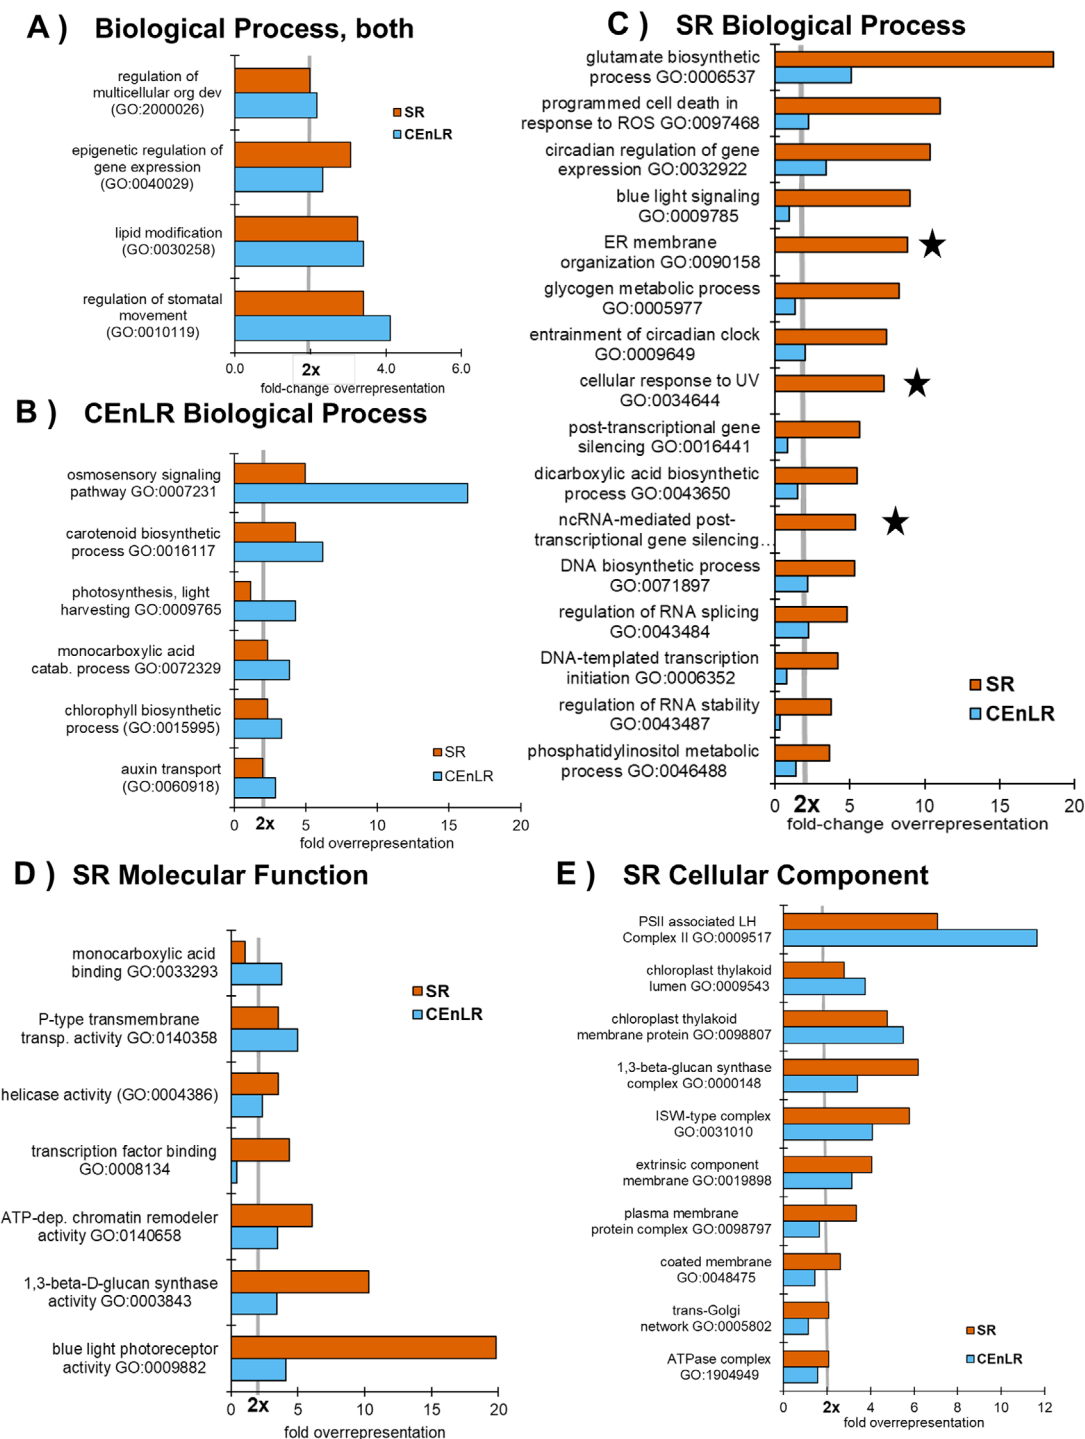 A )   Biological Process, both
regulation of
multicellular org dev
(GO:2000026)
epigenetic regulation of
gene expression
(GO:0040029)
lipid modification
(GO:0030258)
regulation of stomatal
movement
(GO:0010119)
SR
CEnLR
0.0 2x 4.0 6.0
fold-change overrepresentation
B )   CEnLR Biological Process
osmosensory signaling
pathway GO:0007231
carotenoid biosynthetic
process GO:0016117
photosynthesis, light
harvesting GO:0009765
monocarboxylic acid
catab. process GO:0072329
chlorophyll biosynthetic
process (GO:0015995)
auxin transport
(GO:0060918)
SR
CEnLR
0 2x 5 10 15 20
fold overrepresentation
C )   SR Biological Process
glutamate biosynthetic
process GO:0006537
programmed cell death in
response to ROS GO:0097468
circadian regulation of gene
expression GO:0032922
blue light signaling
GO:0009785
ER membrane
organization GO:0090158
glycogen metabolic process
GO:0005977
entrainment of circadian clock
GO:0009649
cellular response to UV
GO:0034644
post-transcriptional gene
silencing GO:0016441
dicarboxylic acid biosynthetic
process GO:0043650
ncRNA-mediated post-
transcriptional gene silencing…
DNA biosynthetic process
GO:0071897
regulation of RNA splicing
GO:0043484
DNA-templated transcription
initiation GO:0006352
regulation of RNA stability
GO:0043487
phosphatidylinositol metabolic
process GO:0046488
SR
CEnLR
0 2x 5 10 15 20
fold-change overrepresentation
D )   SR Molecular Function
monocarboxylic acid
binding GO:0033293
P-type transmembrane
transp. activity GO:0140358
helicase activity (GO:0004386)
transcription factor binding
GO:0008134
ATP-dep. chromatin remodeler
activity GO:0140658
1,3-beta-D-glucan synthase
activity GO:0003843
blue light photoreceptor
activity GO:0009882
SR
CEnLR
0 2x 5 10 15 20
fold overrepresentation
E )   SR Cellular Component
PSII associated LH
Complex II GO:0009517
chloroplast thylakoid
lumen GO:0009543
chloroplast thylakoid
membrane protein GO:0098807
1,3-beta-glucan synthase
complex GO:0000148
ISWI-type complex
GO:0031010
extrinsic component
membrane GO:0019898
plasma membrane
protein complex GO:0098797
coated membrane
GO:0048475
trans-Golgi
network GO:0005802
ATPase complex
GO:1904949
SR
CEnLR
0 2x 4 6 8 10 12
fold overrepresentation